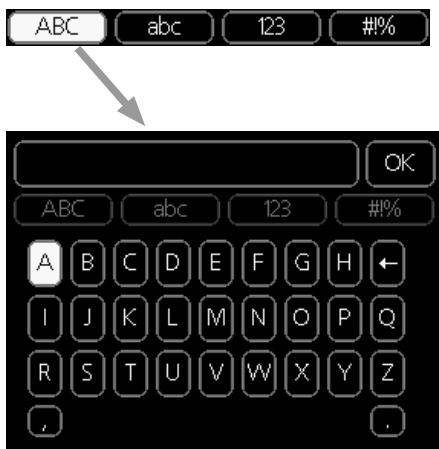 ABC abc 123 #!%
OK
ABC abc 123 #!%
A B C D E F G H ←
I J K L M N O P Q
R S T U V W X Y Z
, .